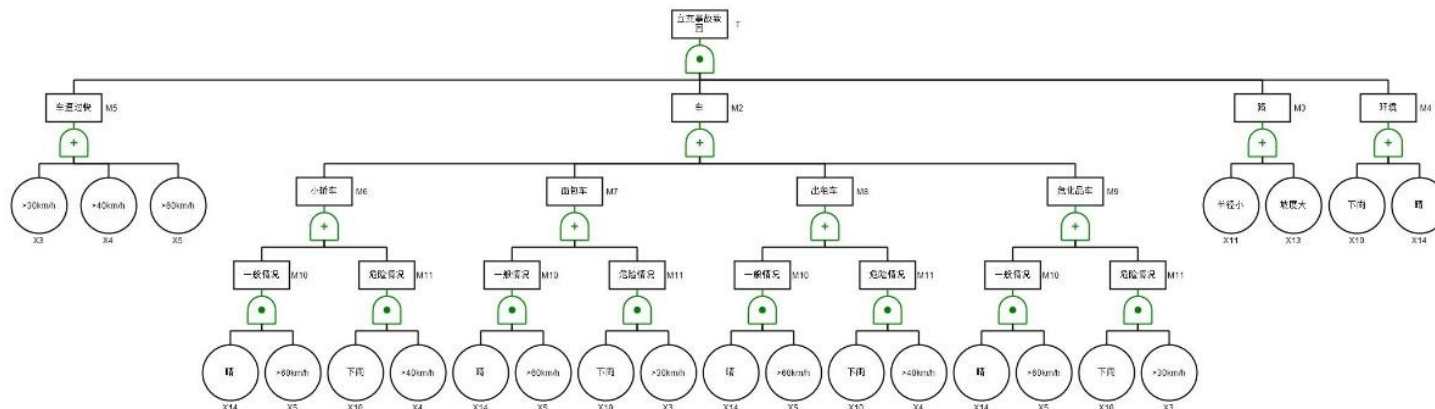 立交事故致
因
T
车速过快
M5
车
M2
路
M3
环境
M4
+
+
+
+
>30km/h
>40km/h
>60km/h
小轿车
M6
面包车
M7
出租车
M8
危化品车
M9
半径小
坡度大
下雨
晴
X3
X4
X5
+
+
+
+
X11
X13
X10
X14
一般情况
M10
危险情况
M11
一般情况
M10
危险情况
M11
一般情况
M10
危险情况
M11
一般情况
M10
危险情况
M11
晴
>60km/h
下雨
>40km/h
晴
>60km/h
下雨
>30km/h
晴
>60km/h
下雨
>40km/h
晴
>60km/h
下雨
>30km/h
X14
X5
X10
X4
X14
X5
X10
X3
X14
X5
X10
X4
X14
X5
X10
X3